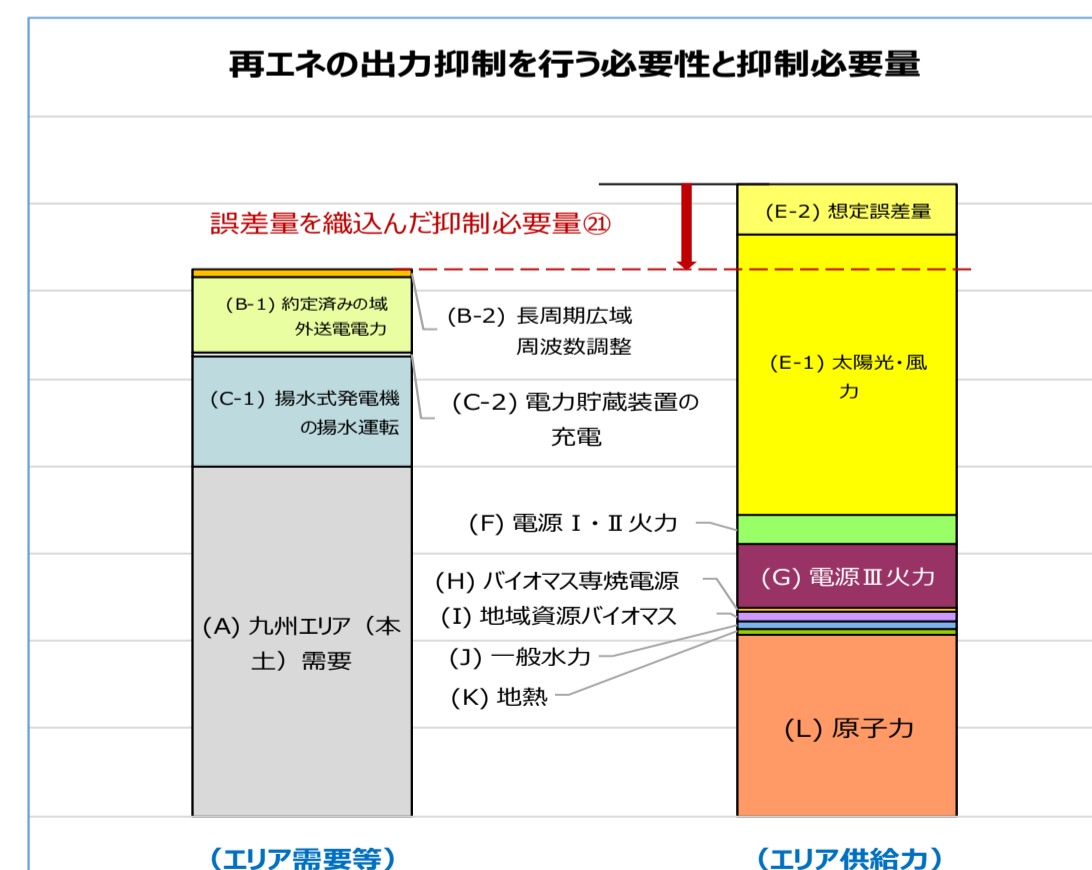 再エネの出力抑制を行う必要性と抑制必要量
誤差量を織込んだ抑制必要量㉑
(B-1) 約定済みの域
外送電電力
(C-1) 揚水式発電機
の揚水運転
(A) 九州エリア（本
土）需要
(B-2) 長周期広域
周波数調整
(C-2) 電力貯蔵装置の
充電
(F) 電源Ⅰ・Ⅱ火力
(H) バイオマス専焼電源
(I) 地域資源バイオマス
(J) 一般水力
(K) 地熱
(E-2) 想定誤差量
(E-1) 太陽光・風
力
(G) 電源Ⅲ火力
(L) 原子力
（エリア需要等）
（エリア供給力）